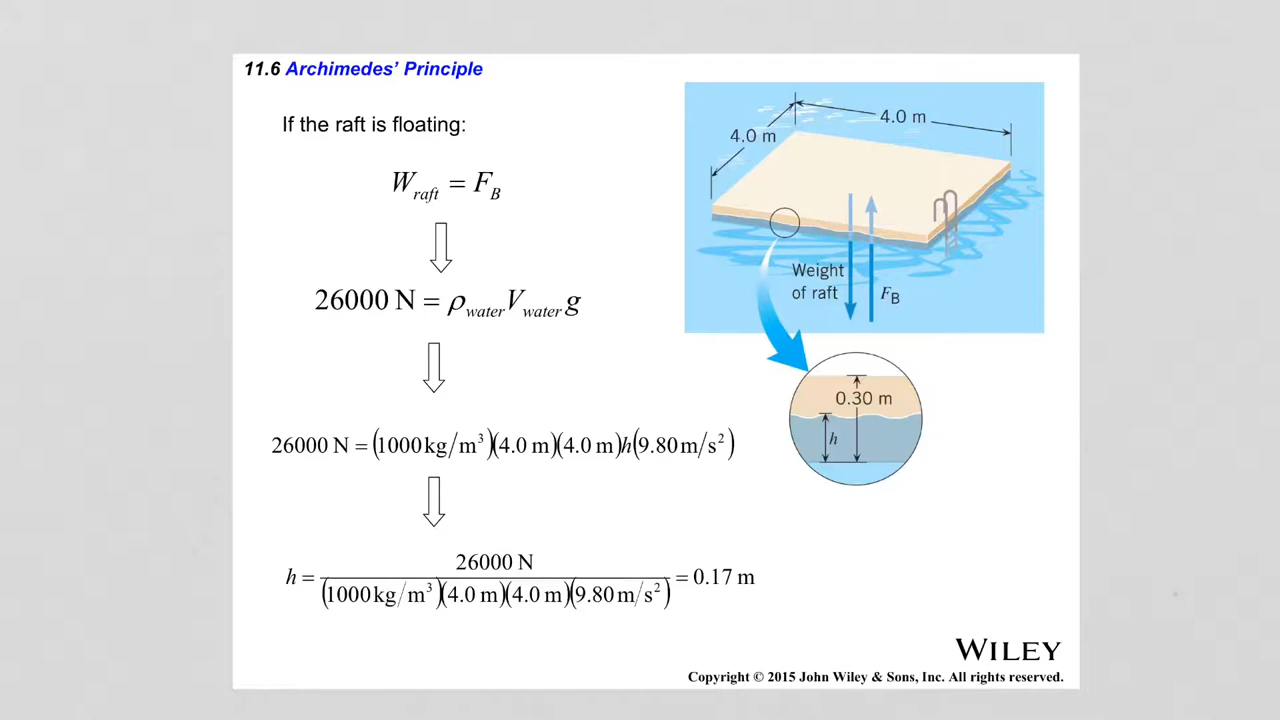 11.6 Archimedes' Principle
If the raft is floating:
W_raft = F_B
26000 N = ρ_water V_water g
26000 N = (1000 kg/m³)(4.0 m)(4.0 m)h(9.80 m/s²)
h = 26000 N / (1000 kg/m³)(4.0 m)(4.0 m)(9.80 m/s²) = 0.17 m
4.0 m
4.0 m
Weight
of raft
F_B
0.30 m
h
WILEY
Copyright © 2015 John Wiley & Sons, Inc. All rights reserved.